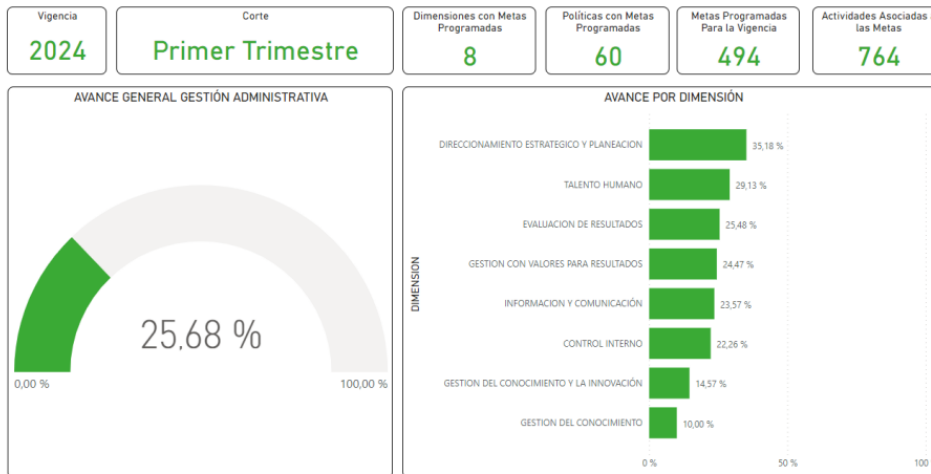 Vigencia
2024
Corte
Primer Trimestre
Dimensiones con Metas
Programadas
8
Políticas con Metas
Programadas
60
Metas Programadas
Para la Vigencia
494
Actividades Asociadas a
las Metas
764
AVANCE GENERAL GESTIÓN ADMINISTRATIVA
25,68 %
0,00 %
100,00 %
AVANCE POR DIMENSIÓN
DIMENSION
DIRECCIONAMIENTO ESTRATEGICO Y PLANEACION 35,18 %
TALENTO HUMANO 29,13 %
EVALUACION DE RESULTADOS 25,48 %
GESTION CON VALORES PARA RESULTADOS 24,47 %
INFORMACION Y COMUNICACIÓN 23,57 %
CONTROL INTERNO 22,26 %
GESTION DEL CONOCIMIENTO Y LA INNOVACIÓN 14,57 %
GESTION DEL CONOCIMIENTO 10,00 %
0 % 50 % 100